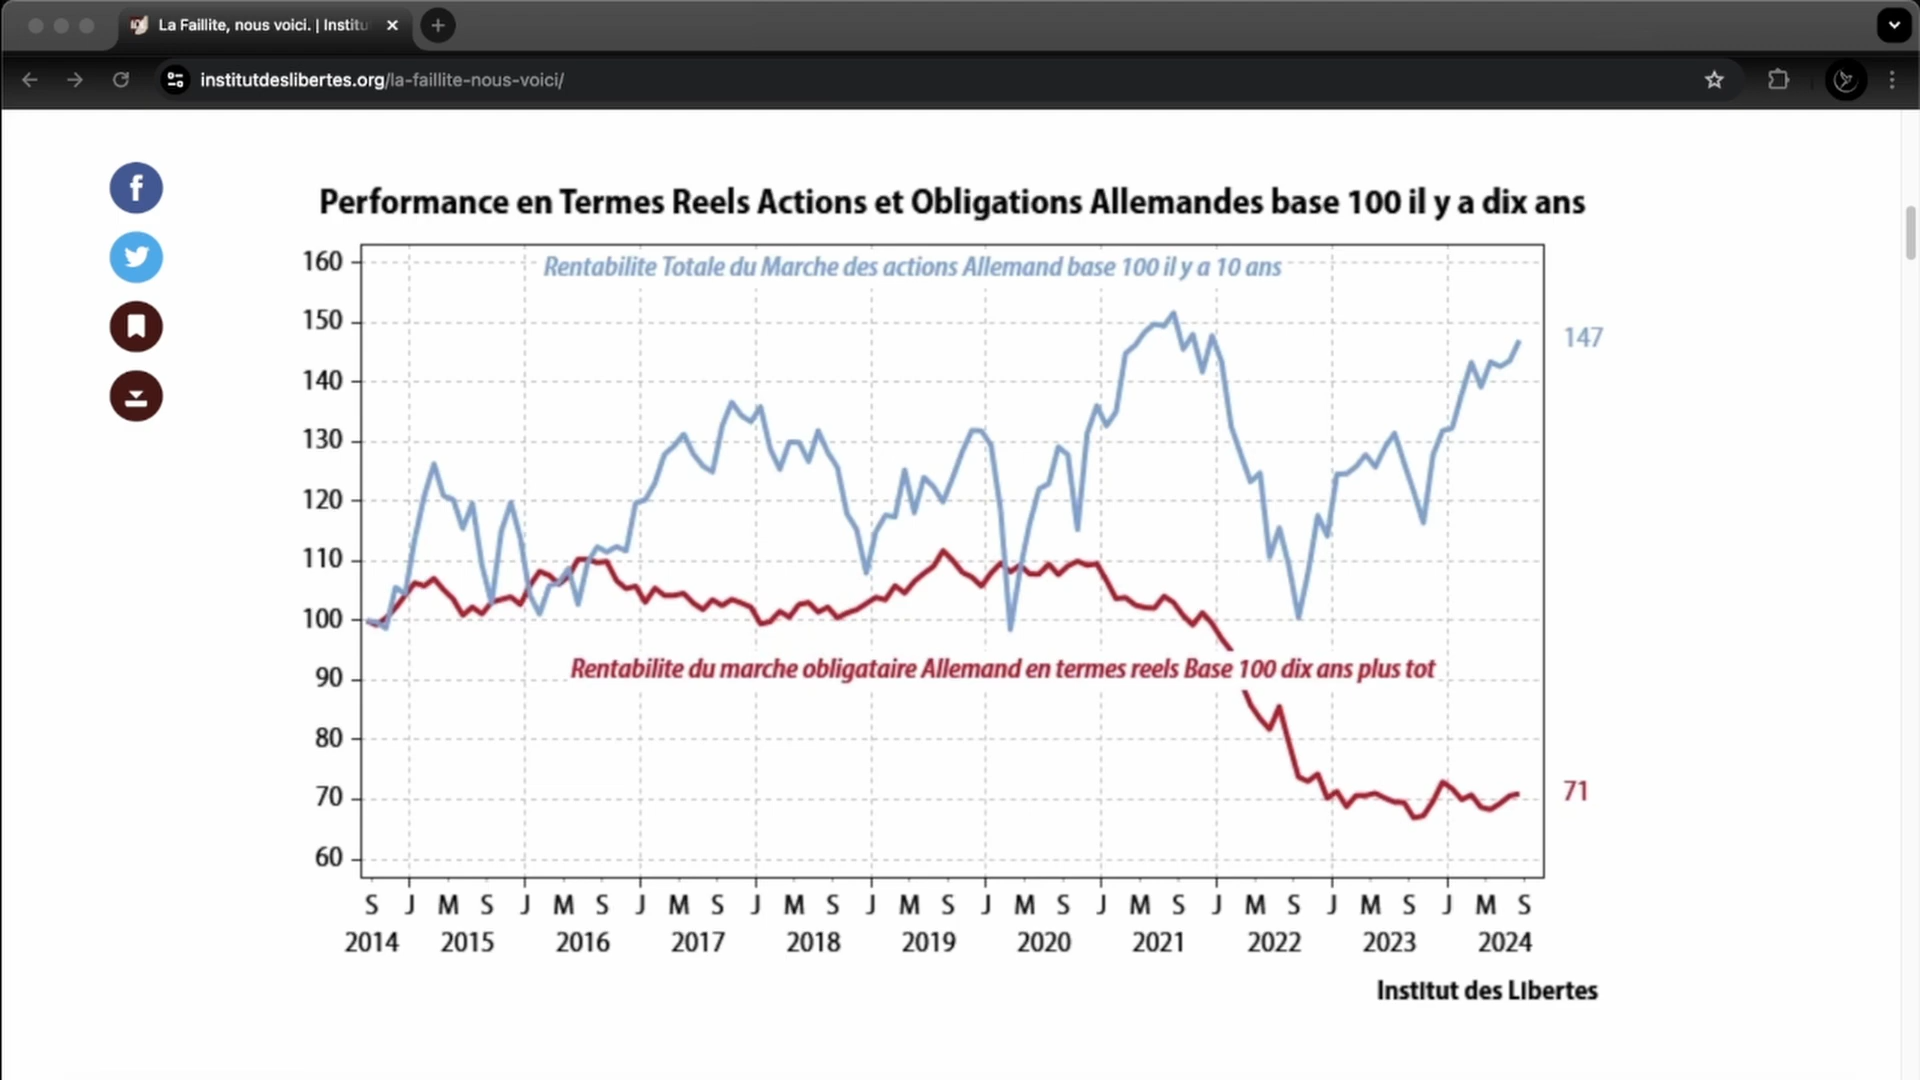 La Faillite, nous voici. | Institu
institutdeslibertes.org/la-faillite-nous-voici/
Performance en Termes Reels Actions et Obligations Allemandes base 100 il y a dix ans
Rentabilite Totale du Marche des actions Allemand base 100 il y a 10 ans
160
150
147
140
130
120
110
100
Rentabilite du marche obligataire Allemand en termes reels Base 100 dix ans plus tot
90
80
70
71
60
S J M S J M S J M S J M S J M S J M S J M S J M S J M S J M S
2014 2015 2016 2017 2018 2019 2020 2021 2022 2023 2024
Institut des Libertes